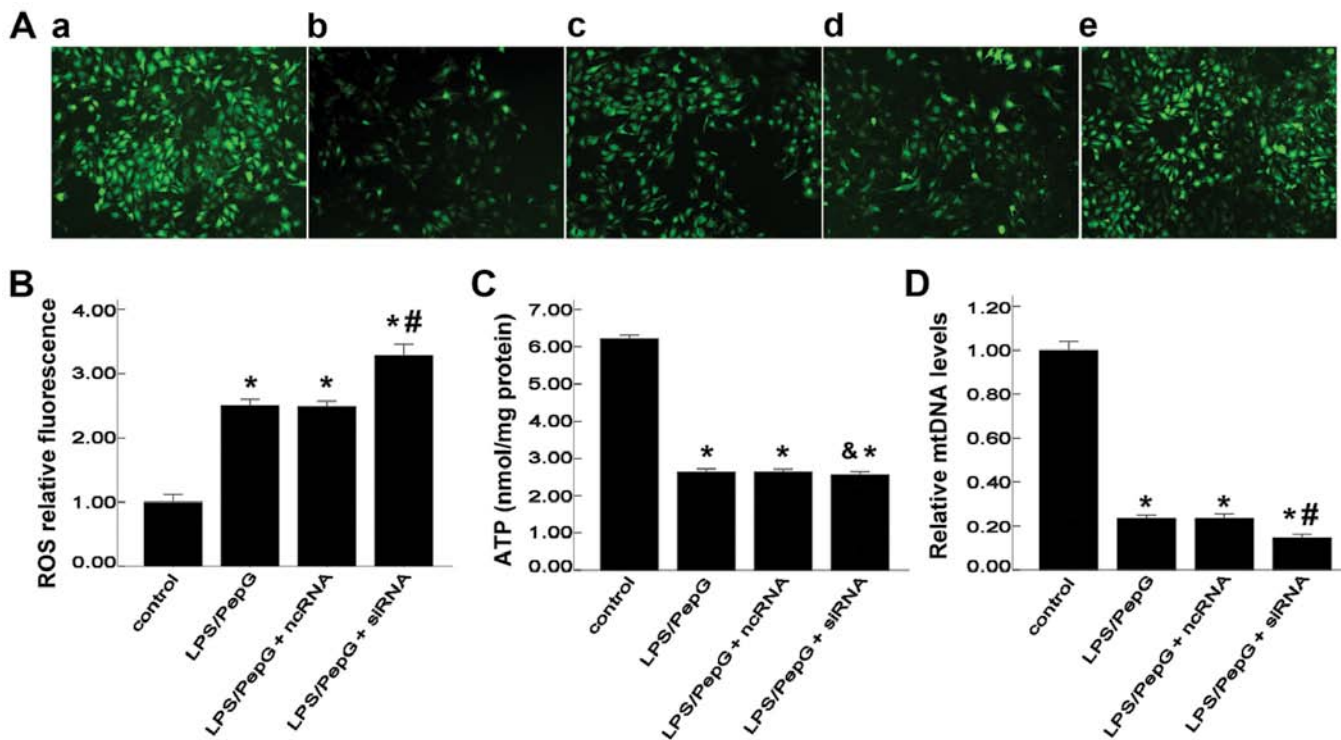 A a b c d e
B
ROS relative fluorescence
4.00
3.00
2.00
1.00
0.00
*
*
*#
control
LPS/PepG
LPS/PepG + ncRNA
LPS/PepG + siRNA
C
ATP (nmol/mg protein)
7.00
6.00
5.00
4.00
3.00
2.00
1.00
0.00
*
*
& *
control
LPS/PepG
LPS/PepG + ncRNA
LPS/PepG + siRNA
D
Relative mtDNA levels
1.20
1.00
0.80
0.60
0.40
0.20
0.00
*
*
*#
control
LPS/PepG
LPS/PepG + ncRNA
LPS/PepG + siRNA